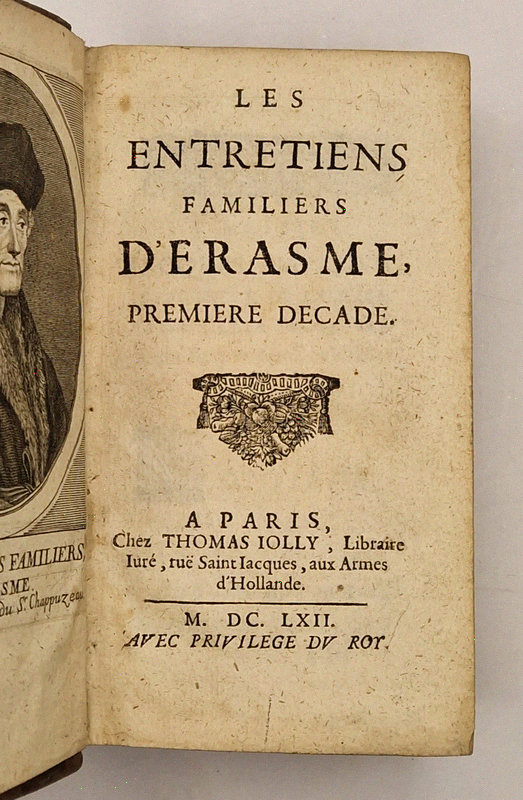 S FAMILIERS,
SME
du Sr. Chappuzeau
LES
ENTRETIENS
FAMILIERS
D'ERASME,
PREMIERE DECADE.
A PARIS,
Chez THOMAS IOLLY, Libraire
Iuré, ruë Saint Iacques, aux Armes
d'Hollande.
M. DC. LXII.
AVEC PRIVILEGE DV ROY.